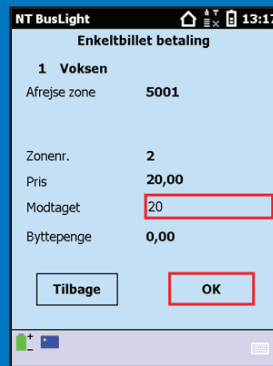 NT BusLight 13:17
Enkeltbillet betaling
1 Voksen
Afrejse zone 5001
Zonenr. 2
Pris 20,00
Modtaget 20
Byttepenge 0,00
Tilbage OK